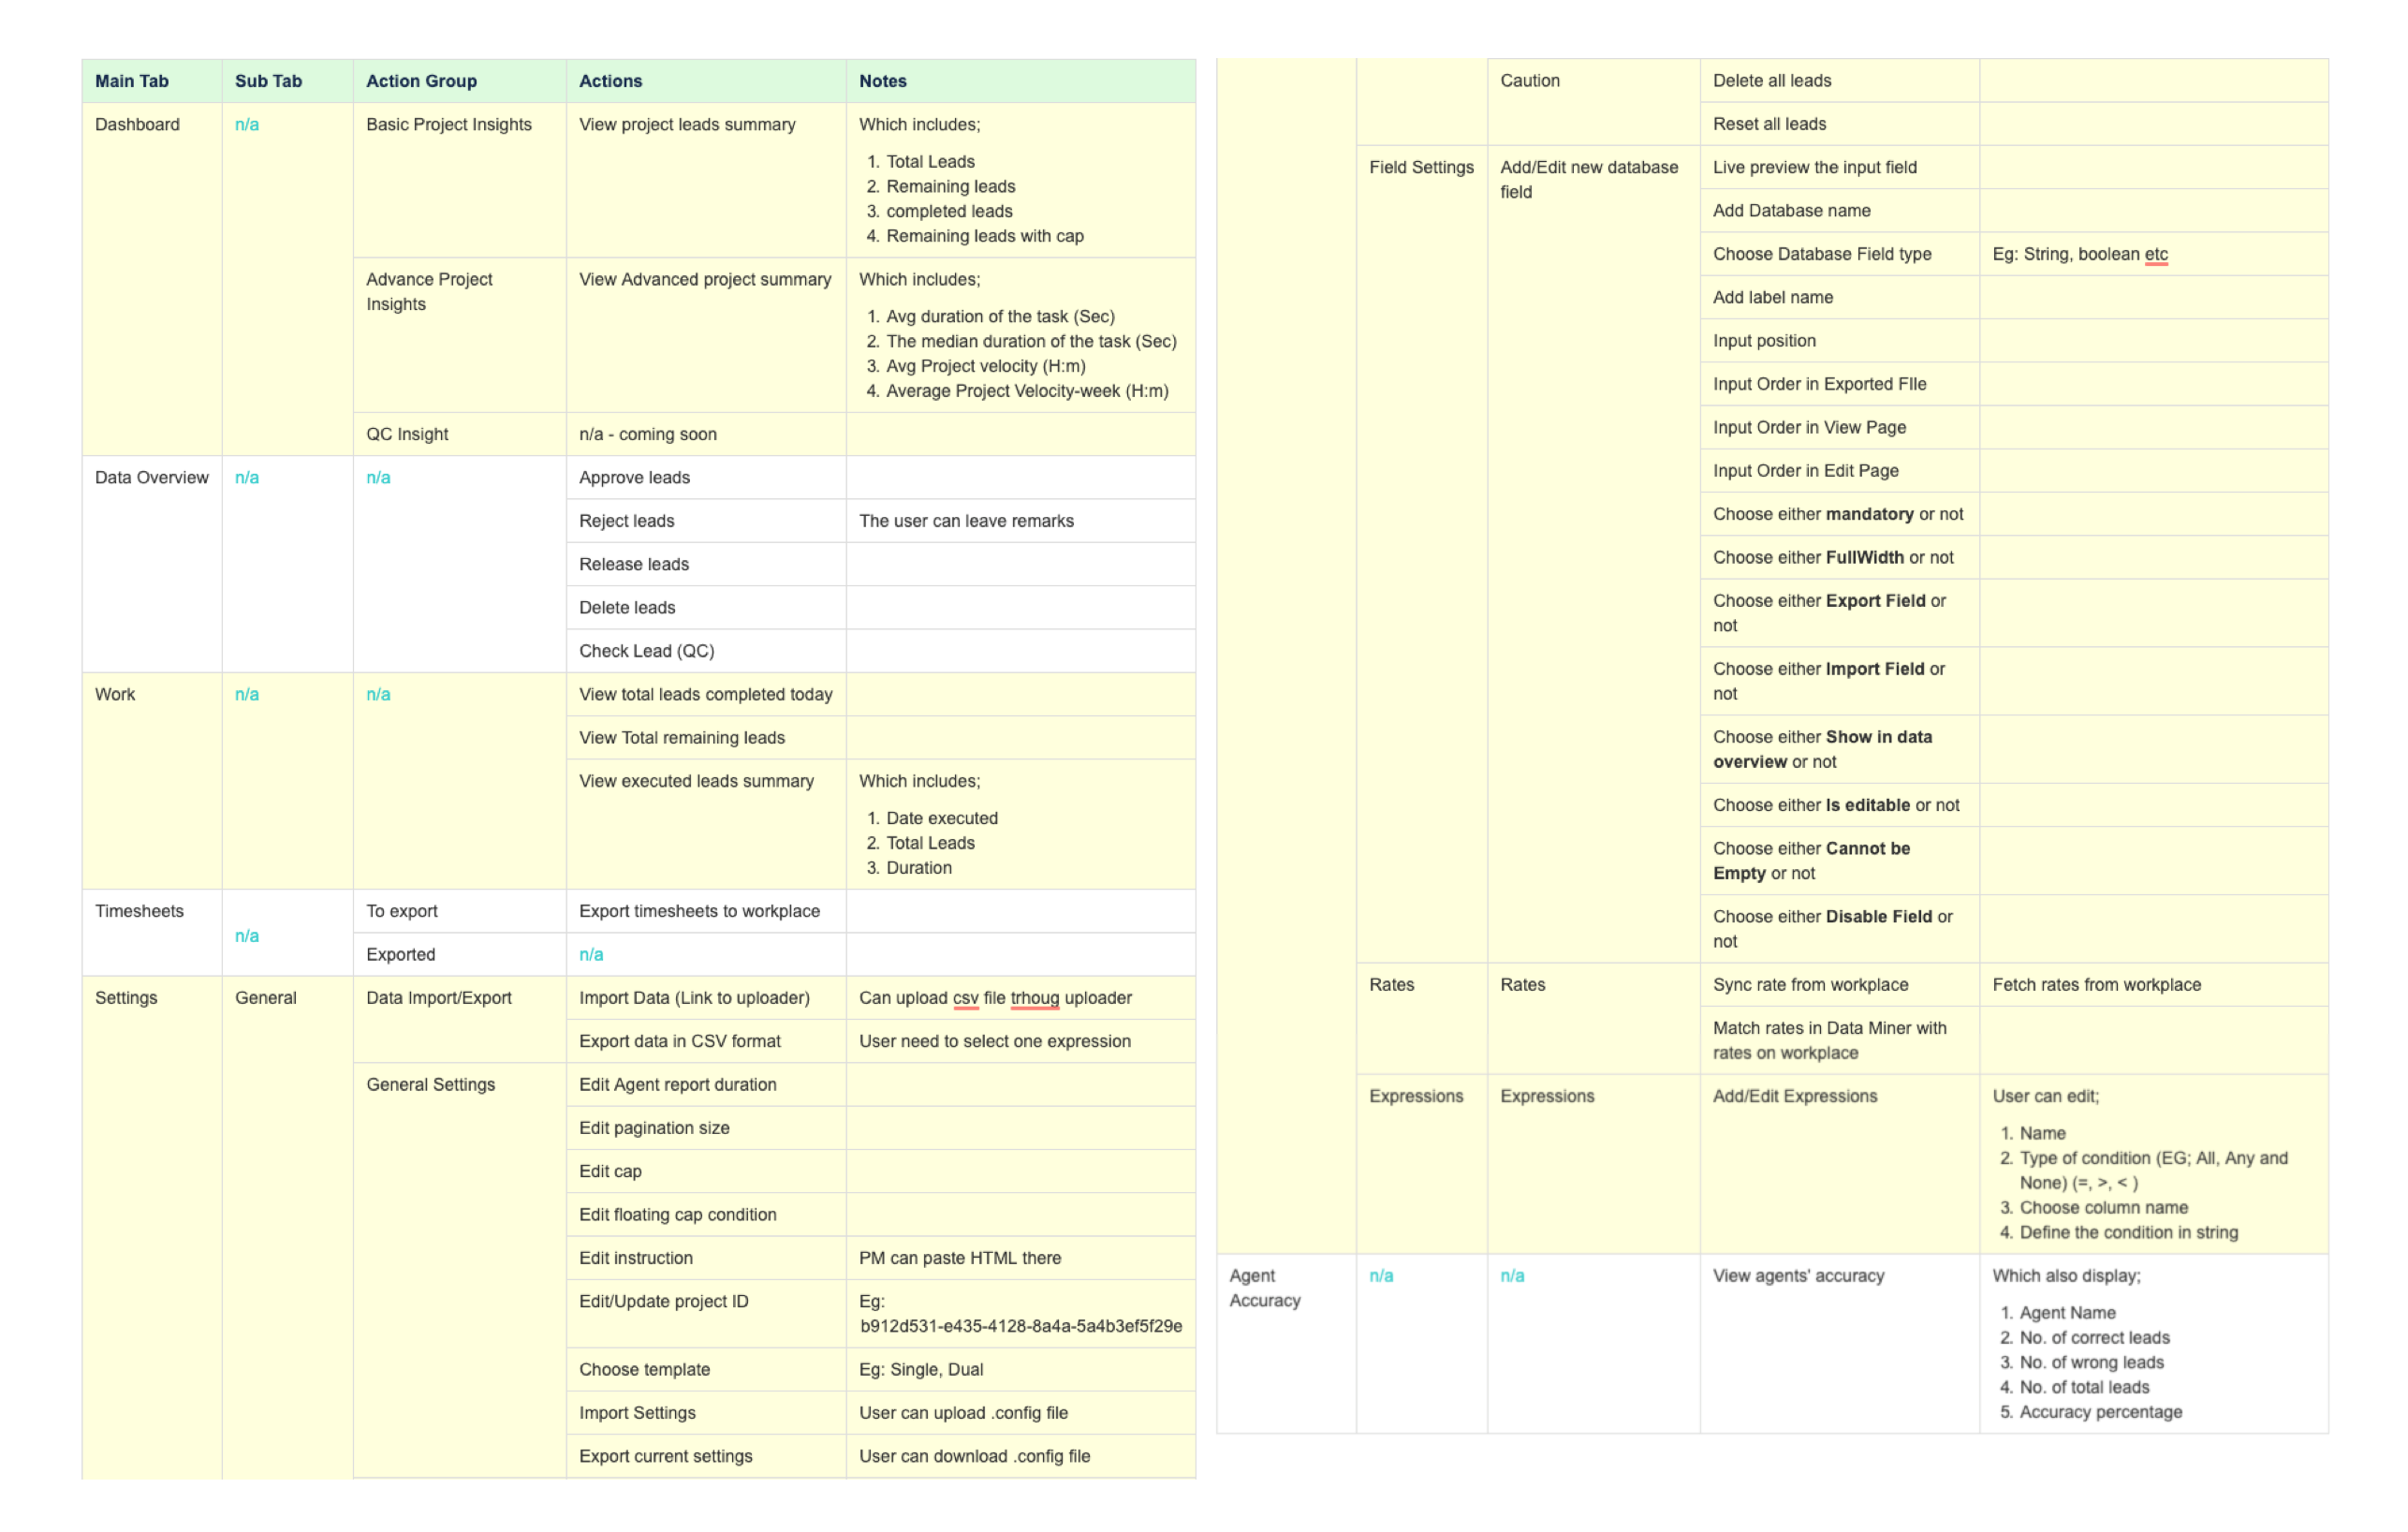 Main Tab Sub Tab Action Group Actions Notes
Dashboard n/a Basic Project Insights View project leads summary Which includes;
1. Total Leads
2. Remaining leads
3. completed leads
4. Remaining leads with cap
Advance Project View Advanced project summary Which includes;
Insights
1. Avg duration of the task (Sec)
2. The median duration of the task (Sec)
3. Avg Project velocity (H:m)
4. Average Project Velocity-week (H:m)
QC Insight n/a - coming soon
Data Overview n/a n/a Approve leads
Reject leads The user can leave remarks
Release leads
Delete leads
Check Lead (QC)
Work n/a n/a View total leads completed today
View Total remaining leads
View executed leads summary Which includes;
1. Date executed
2. Total Leads
3. Duration
Timesheets n/a To export Export timesheets to workplace
Exported n/a
Settings General Data Import/Export Import Data (Link to uploader) Can upload csv file trhoug uploader
Export data in CSV format User need to select one expression
General Settings Edit Agent report duration
Edit pagination size
Edit cap
Edit floating cap condition
Edit instruction PM can paste HTML there
Edit/Update project ID Eg:
b912d531-e435-4128-8a4a-5a4b3ef5f29e
Choose template Eg: Single, Dual
Import Settings User can upload .config file
Export current settings User can download .config file
Caution Delete all leads
Reset all leads
Field Settings Add/Edit new database Live preview the input field
field
Add Database name
Choose Database Field type Eg: String, boolean etc
Add label name
Input position
Input Order in Exported FIle
Input Order in View Page
Input Order in Edit Page
Choose either mandatory or not
Choose either FullWidth or not
Choose either Export Field or
not
Choose either Import Field or
not
Choose either Show in data
overview or not
Choose either Is editable or not
Choose either Cannot be
Empty or not
Choose either Disable Field or
not
Rates Rates Sync rate from workplace Fetch rates from workplace
Match rates in Data Miner with
rates on workplace
Expressions Expressions Add/Edit Expressions User can edit;
1. Name
2. Type of condition (EG; All, Any and
None) (=, >, < )
3. Choose column name
4. Define the condition in string
Agent n/a n/a View agents' accuracy Which also display;
Accuracy
1. Agent Name
2. No. of correct leads
3. No. of wrong leads
4. No. of total leads
5. Accuracy percentage